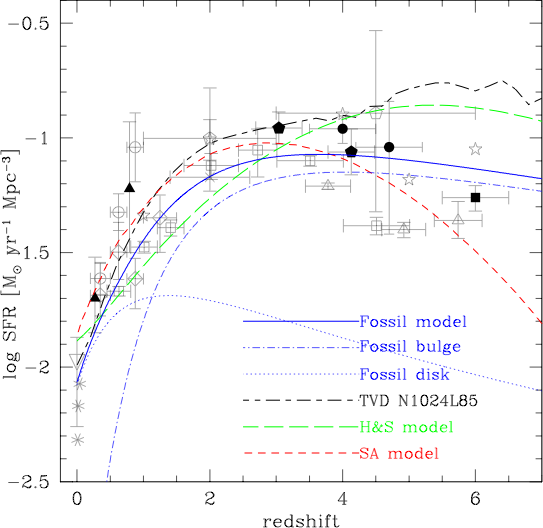 −0.5
−1
−1.5
−2
−2.5
log SFR [M☉ yr⁻¹ Mpc⁻³]
Fossil model
Fossil bulge
Fossil disk
TVD N1024L85
H&S model
SA model
0 2 4 6
redshift